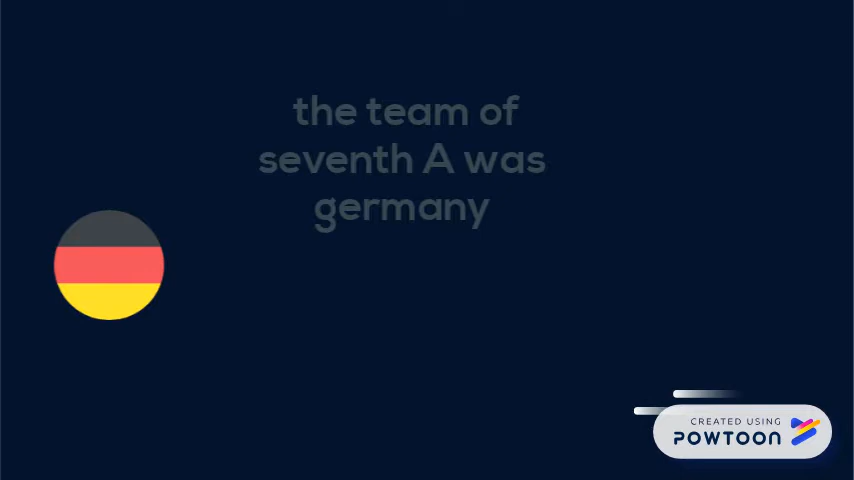 the team of
seventh A was
germany
CREATED USING
POWTOON